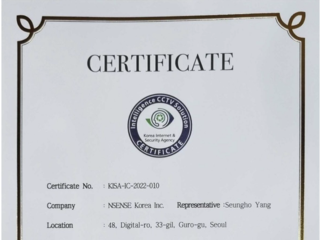 CERTIFICATE
Intelligence CCTV Solution
Korea Internet &
Security Agency
CERTIFICATE
Certificate No. : KISA-IC-2022-010
Company : NSENSE Korea Inc. Representative : Seungho Yang
Location : 48, Digital-ro, 33-gil, Guro-gu, Seoul